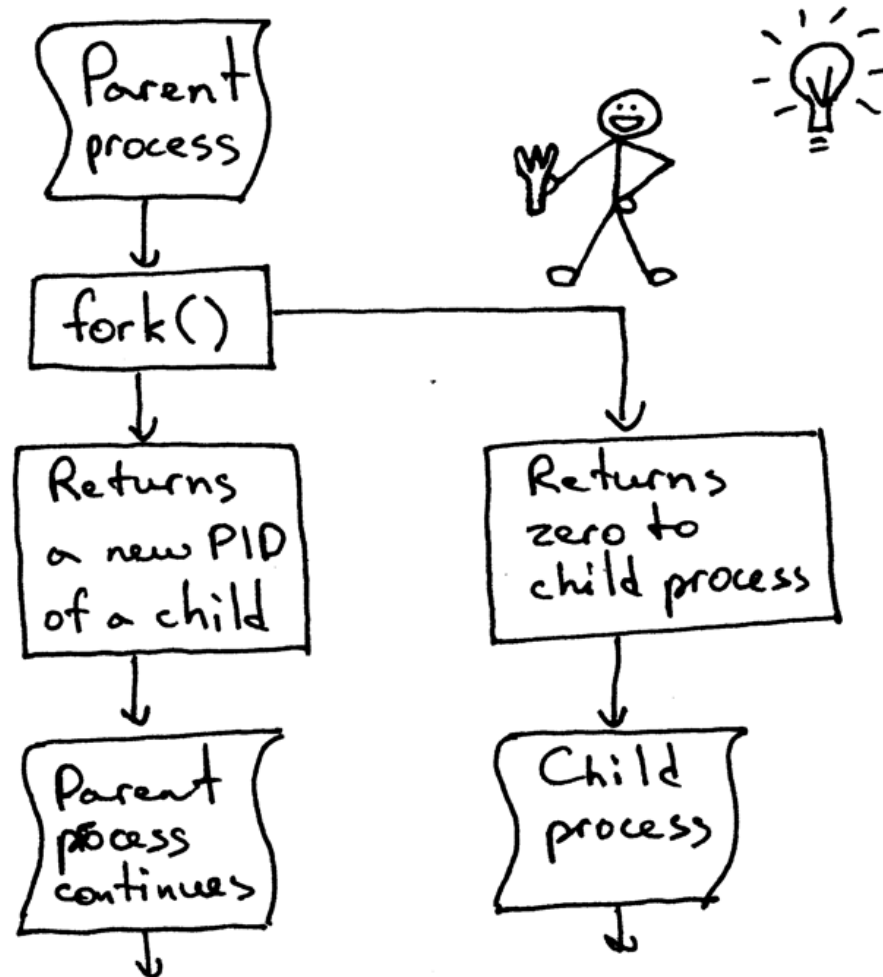 Parent
process
fork()
Returns
a new PID
of a child
Returns
zero to
child process
Parent
process
continues
Child
process